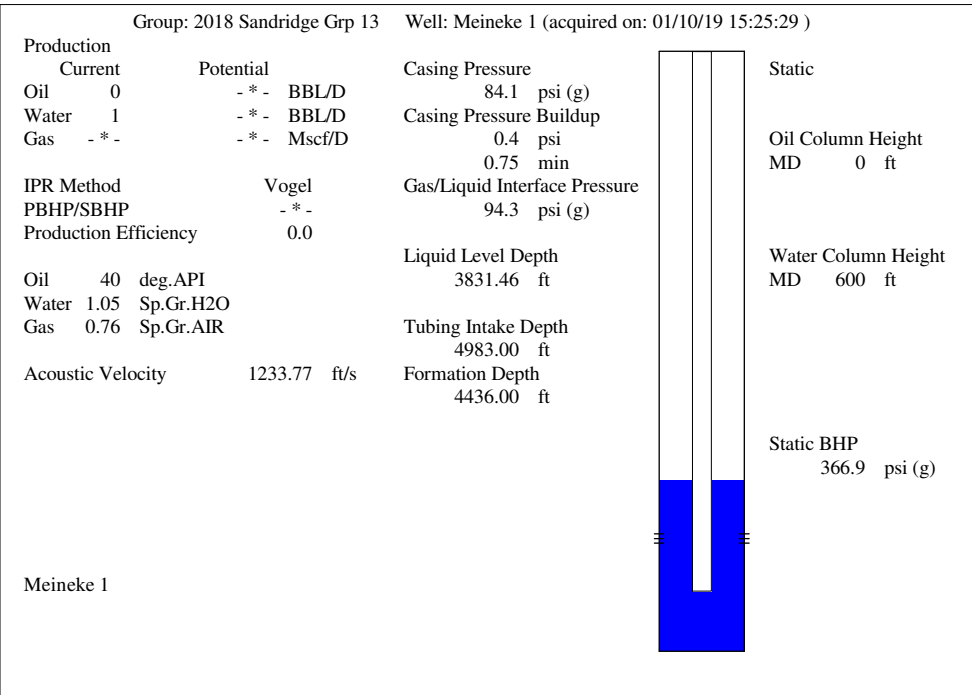 Group: 2018 Sandridge Grp 13 Well: Meineke 1 (acquired on: 01/10/19 15:25:29 )
Production
Current Potential
Oil 0 - * - BBL/D
Water 1 - * - BBL/D
Gas - * - - * - Mscf/D
IPR Method Vogel
PBHP/SBHP - * -
Production Efficiency 0.0
Oil 40 deg.API
Water 1.05 Sp.Gr.H2O
Gas 0.76 Sp.Gr.AIR
Acoustic Velocity 1233.77 ft/s
Casing Pressure
84.1 psi (g)
Casing Pressure Buildup
0.4 psi
0.75 min
Gas/Liquid Interface Pressure
94.3 psi (g)
Liquid Level Depth
3831.46 ft
Tubing Intake Depth
4983.00 ft
Formation Depth
4436.00 ft
Static
Oil Column Height
MD 0 ft
Water Column Height
MD 600 ft
Static BHP
366.9 psi (g)
Meineke 1